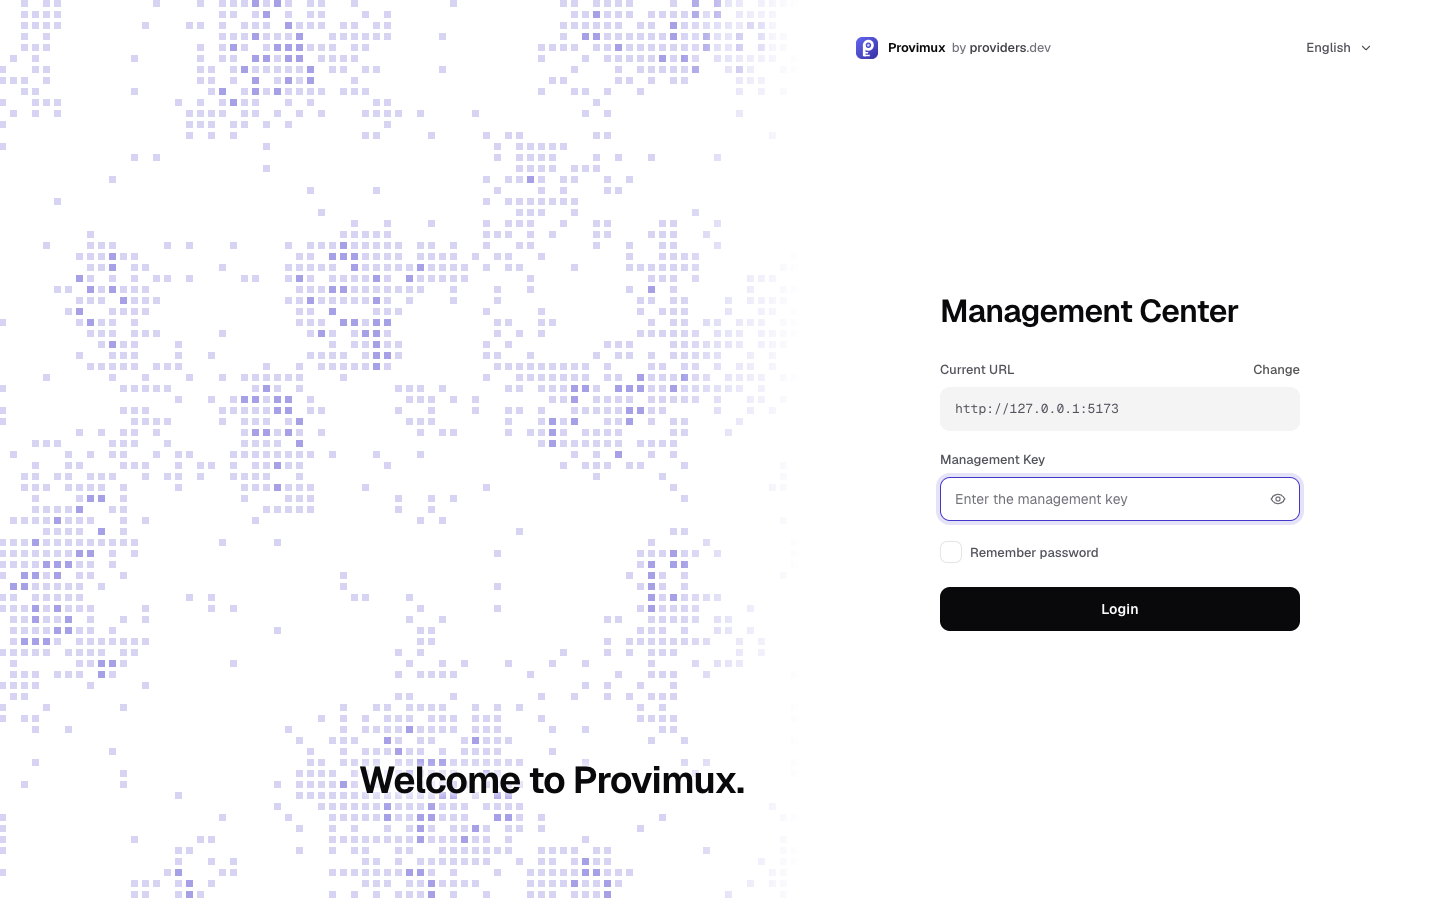 Provimux by providers.dev
English
Management Center
Current URL
Change
http://127.0.0.1:5173
Management Key
Enter the management key
Remember password
Login
Welcome to Provimux.